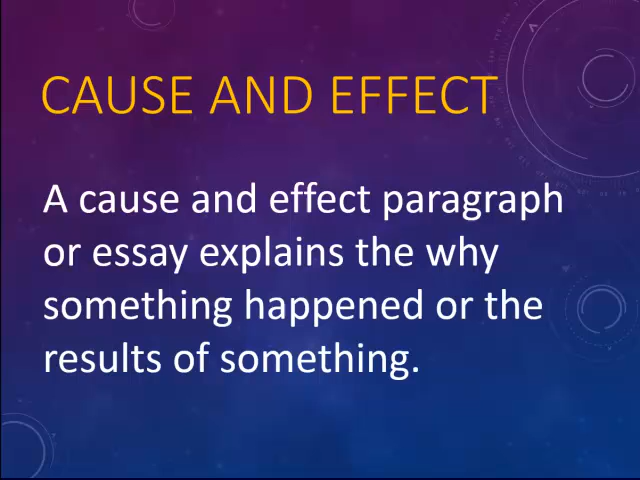 CAUSE AND EFFECT
A cause and effect paragraph
or essay explains the why
something happened or the
results of something.